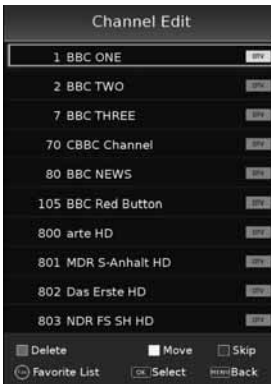 Channel Edit
1 BBC ONE DTV
2 BBC TWO DTV
7 BBC THREE DTV
70 CBBC Channel DTV
80 BBC NEWS DTV
105 BBC Red Button DTV
800 arte HD DTV
801 MDR S-Anhalt HD DTV
802 Das Erste HD DTV
803 NDR FS SH HD DTV
Delete Move Skip
Favorite List OK Select MENU Back